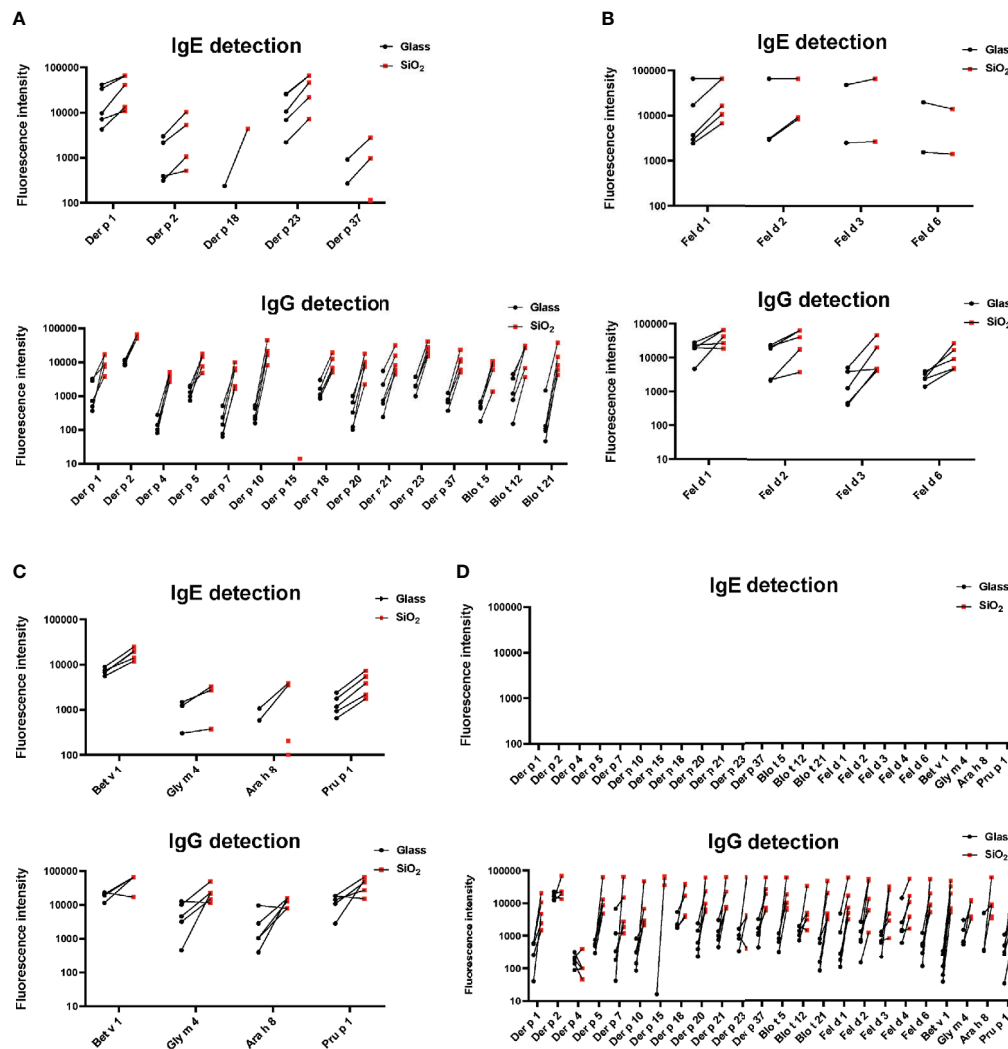 A
IgE detection
Glass
SiO2
Fluorescence intensity
100000
10000
1000
100
Der p 1
Der p 2
Der p 18
Der p 23
Der p 37
IgG detection
Glass
SiO2
Fluorescence intensity
100000
10000
1000
100
10
Der p 1
Der p 2
Der p 4
Der p 5
Der p 7
Der p 10
Der p 15
Der p 18
Der p 20
Der p 21
Der p 23
Der p 37
Blo t 5
Blo t 12
Blo t 21
B
IgE detection
Glass
SiO2
Fluorescence intensity
100000
10000
1000
100
Fel d 1
Fel d 2
Fel d 3
Fel d 6
IgG detection
Glass
SiO2
Fluorescence intensity
100000
10000
1000
100
10
Fel d 1
Fel d 2
Fel d 3
Fel d 6
C
IgE detection
Glass
SiO2
Fluorescence intensity
100000
10000
1000
100
Bet v 1
Gly m 4
Ara h 8
Pru p 1
IgG detection
Glass
SiO2
Fluorescence intensity
100000
10000
1000
100
10
Bet v 1
Gly m 4
Ara h 8
Pru p 1
D
IgE detection
Glass
SiO2
Fluorescence intensity
100000
10000
1000
100
Der p 1
Der p 2
Der p 4
Der p 5
Der p 7
Der p 10
Der p 15
Der p 18
Der p 20
Der p 21
Der p 23
Der p 37
Blo t 5
Blo t 12
Blo t 21
Fel d 1
Fel d 2
Fel d 3
Fel d 4
Fel d 6
Bet v 1
Gly m 4
Ara h 8
Pru p 1
IgG detection
Glass
SiO2
Fluorescence intensity
100000
10000
1000
100
10
Der p 1
Der p 2
Der p 4
Der p 5
Der p 7
Der p 10
Der p 15
Der p 18
Der p 20
Der p 21
Der p 23
Der p 37
Blo t 5
Blo t 12
Blo t 21
Fel d 1
Fel d 2
Fel d 3
Fel d 4
Fel d 6
Bet v 1
Gly m 4
Ara h 8
Pru p 1